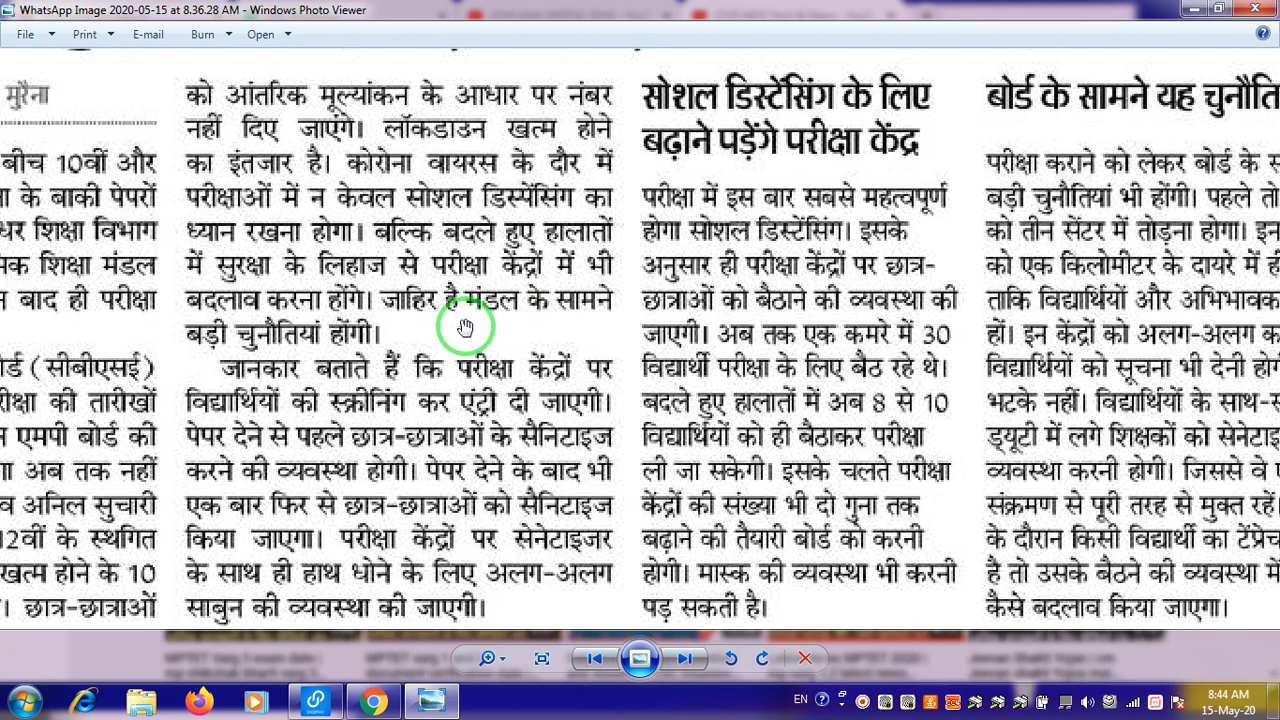 WhatsApp Image 2020-05-15 at 8.36.28 AM - Windows Photo Viewer
File Print E-mail Burn Open
मुरैना
बीच 10वीं और
के बाकी पेपरों
शिक्षा विभाग
शिक्षा मंडल
बाद ही परीक्षा
(सीबीएसई)
की तारीखों
एमपी बोर्ड की
अब तक नहीं
अनिल सुचारी
के स्थगित
खत्म होने के 10
। छात्र-छात्राओं
को आंतरिक मूल्यांकन के आधार पर नंबर
नहीं दिए जाएंगे। लॉकडाउन खत्म होने
का इंतजार है। कोरोना वायरस के दौर में
परीक्षाओं में न केवल सोशल डिस्पेंसिंग का
ध्यान रखना होगा। बल्कि बदले हुए हालातों
में सुरक्षा के लिहाज से परीक्षा केंद्रों में भी
बदलाव करना होंगे। जाहिर है मंडल के सामने
बड़ी चुनौतियां होंगी।
जानकार बताते हैं कि परीक्षा केंद्रों पर
विद्यार्थियों की स्क्रीनिंग कर एंट्री दी जाएगी।
पेपर देने से पहले छात्र-छात्राओं के सैनिटाइज
करने की व्यवस्था होगी। पेपर देने के बाद भी
एक बार फिर से छात्र-छात्राओं को सैनिटाइज
किया जाएगा। परीक्षा केंद्रों पर सेनेटाइजर
के साथ ही हाथ धोने के लिए अलग-अलग
साबुन की व्यवस्था की जाएगी।
सोशल डिस्टेंसिंग के लिए
बढ़ाने पड़ेंगे परीक्षा केंद्र
परीक्षा में इस बार सबसे महत्वपूर्ण
होगा सोशल डिस्टेंसिंग। इसके
अनुसार ही परीक्षा केंद्रों पर छात्र-
छात्राओं को बैठाने की व्यवस्था की
जाएगी। अब तक एक कमरे में 30
विद्यार्थी परीक्षा के लिए बैठ रहे थे।
बदले हुए हालातों में अब 8 से 10
विद्यार्थियों को ही बैठाकर परीक्षा
ली जा सकेगी। इसके चलते परीक्षा
केंद्रों की संख्या भी दो गुना तक
बढ़ाने की तैयारी बोर्ड को करनी
होगी। मास्क की व्यवस्था भी करनी
पड़ सकती है।
बोर्ड के सामने यह
परीक्षा कराने को लेकर बोर्ड के
बड़ी चुनौतियां भी होंगी। पहले तो
को तीन सेंटर में तोड़ना होगा।
को एक किलोमीटर के दायरे में
ताकि विद्यार्थियों और
हों। इन केंद्रों को अलग-अलग
विद्यार्थियों को सूचना भी देनी
भटके नहीं। विद्यार्थियों के
ड्यूटी में लगे शिक्षकों को
व्यवस्था करनी होगी। जिससे वे
संक्रमण से पूरी तरह से मुक्त रहें
के दौरान किसी विद्यार्थी का
है तो उसके बैठने की व्यवस्था में
कैसे बदलाव किया जाएगा।
EN
8:44 AM
15-May-20